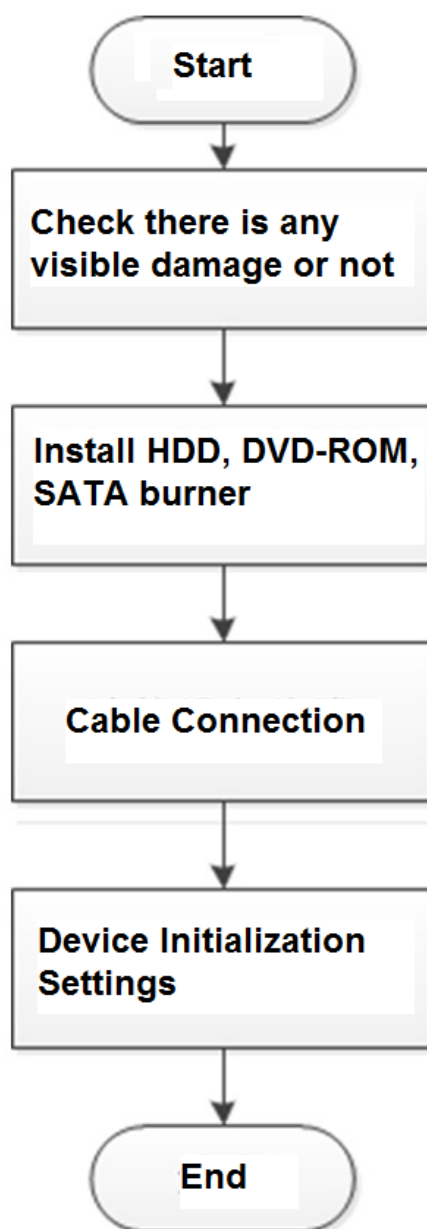 Start
Check there is any
visible damage or not
Install HDD, DVD-ROM,
SATA burner
Cable Connection
Device Initialization
Settings
End